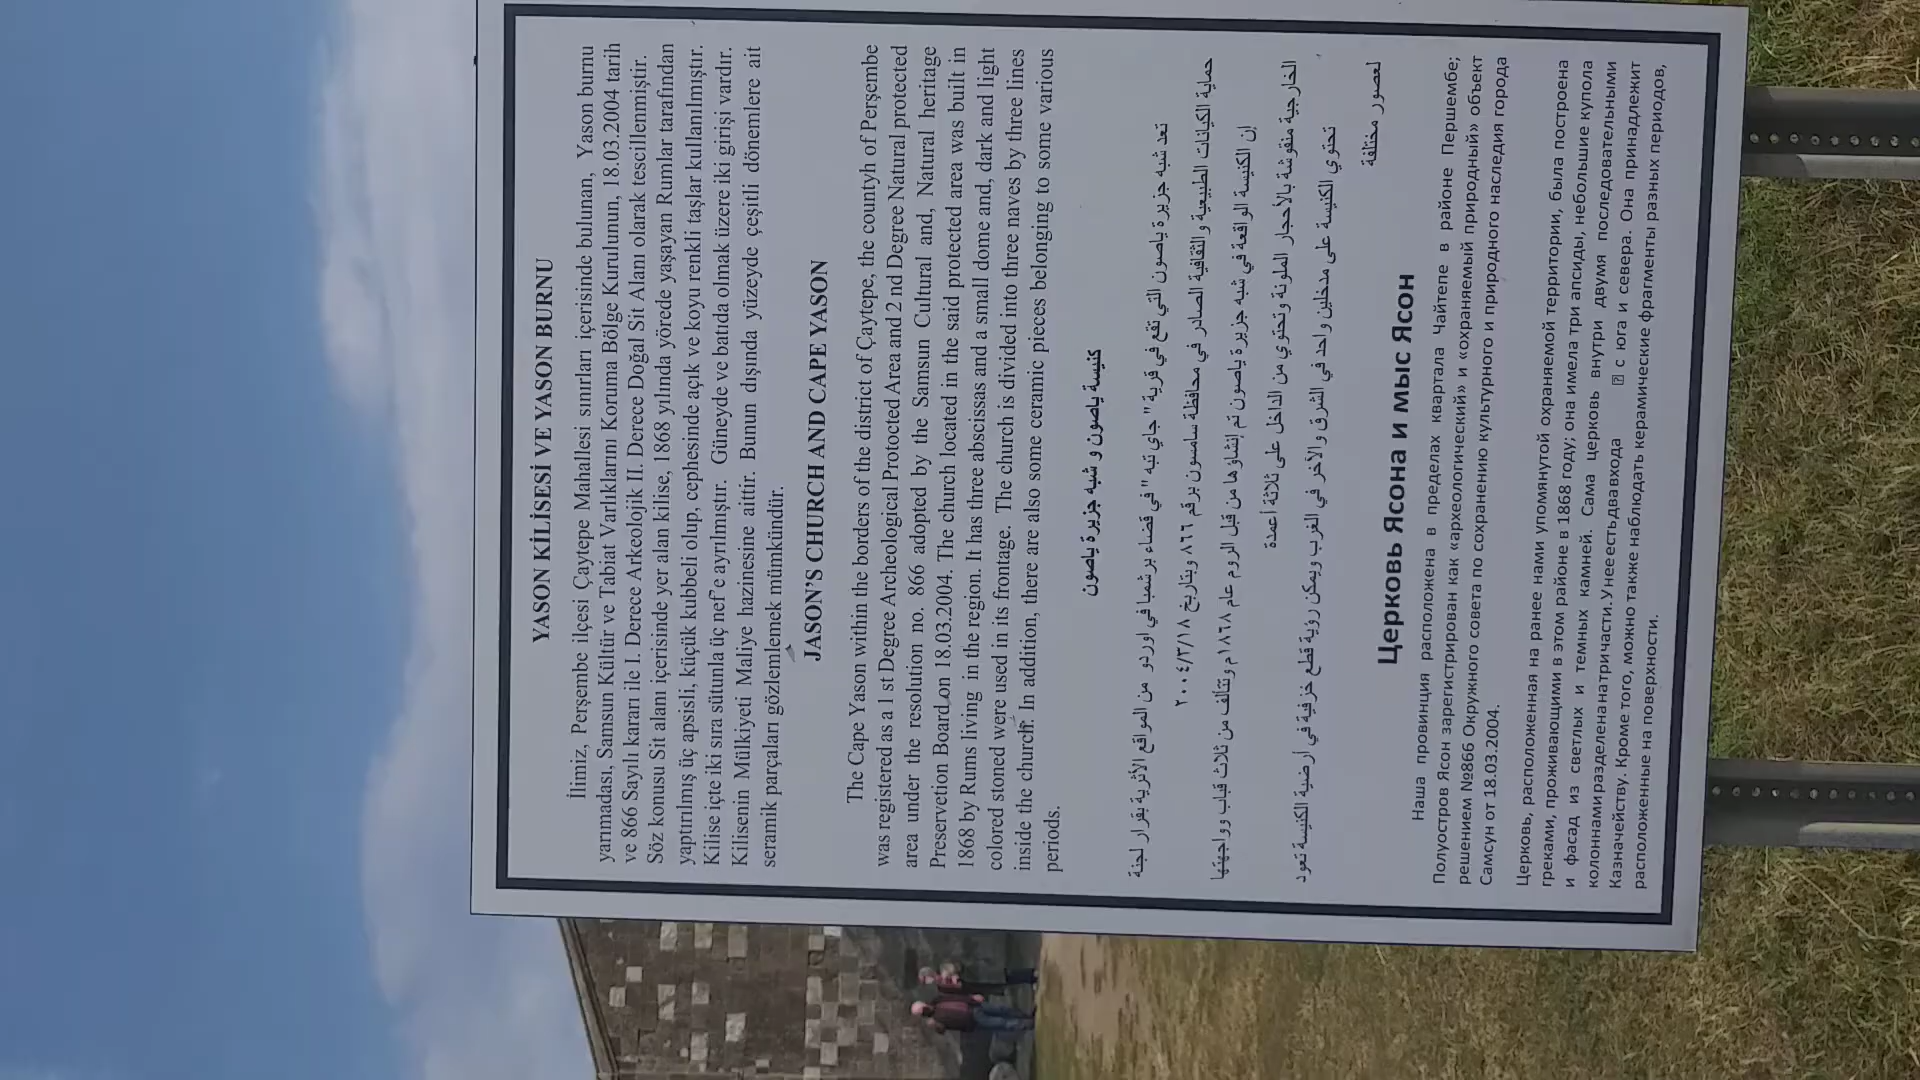 YASON KİLİSESİ VE YASON BURNU
İlimiz, Perşembe ilçesi Çaytepe Mahallesi sınırları içerisinde bulunan, Yason burnu
yarımadası, Samsun Kültür ve Tabiat Varlıklarını Koruma Bölge Kurulunun, 18.03.2004 tarih
ve 866 Sayılı kararı ile I. Derece Arkeolojik II. Derece Doğal Sit Alanı olarak tescillenmiştir.
Söz konusu Sit alanı içerisinde yer alan kilise, 1868 yılında yörede yaşayan Rumlar tarafından
yaptırılmış üç apsisli, küçük kubbeli olup, cephesinde açık ve koyu renkli taşlar kullanılmıştır.
Kilise içte iki sıra sütunla üç nef'e ayrılmıştır. Güneyde ve batıda olmak üzere iki girişi vardır.
Kilisenin Mülkiyeti Maliye hazinesine aittir. Bunun dışında yüzeyde çeşitli dönemlere ait
seramik parçaları gözlemlemek mümkündür.
JASON'S CHURCH AND CAPE YASON
The Cape Yason within the borders of the district of Çaytepe, the countyh of Perşembe
was registered as a 1 st Degree Archeological Protocted Area and 2 nd Degree Natural protected
area under the resolution no. 866 adopted by the Samsun Cultural and, Natural heritage
Preservetion Board on 18.03.2004. The church located in the said protected area was built in
1868 by Rums living in the region. It has three abscissas and a small dome and, dark and light
colored stoned were used in its frontage. The church is divided into three naves by three lines
inside the church. In addition, there are also some ceramic pieces belonging to some various
periods.
كنيسة ياصون و شبه جزيرة ياصون
تعد شبه جزيرة ياصون التي تقع في قرية " جاي تبه " في قضاء برشمبا في اوردو من المواقع الأثرية بقرار لجنة
حماية الكيانات الطبيعية و الثقافية الصادر في محافظة سامسون برقم ٨٦٦ وبتاريخ ٢٠٠٤/٣/١٨
إن الكنيسة الواقعة في شبه جزيرة ياصون تم إنشاؤها من قبل الروم عام ١٨٦٨م وتتألف من ثلاث قباب وواجهتها
الخارجية منقوشة بالأحجار الملونة وتحتوي من الداخل على ثلاثة أعمدة
تحتوي الكنيسة على مدخلين واحد في الشرق والآخر في الغرب ويمكن رؤية قطع خزفية في أرضية الكنيسة تعود
لعصور مختلفة
Церковь Ясона и мыс Ясон
Наша провинция расположена в пределах квартала Чайтепе в районе Першембе;
Полуостров Ясон зарегистрирован как «археологический» и «охраняемый природный» объект
решением №866 Окружного совета по сохранению культурного и природного наследия города
Самсун от 18.03.2004.
Церковь, расположенная на ранее нами упомянутой охраняемой территории, была построена
греками, проживающими в этом районе в 1868 году; она имела три апсиды, небольшие купола
и фасад из светлых и темных камней. Сама церковь внутри двумя последовательными
колоннамиразделенанатричасти.Унееестьдвавхода с юга и севера. Она принадлежит
Казначейству. Кроме того, можно также наблюдать керамические фрагменты разных периодов,
расположенные на поверхности.